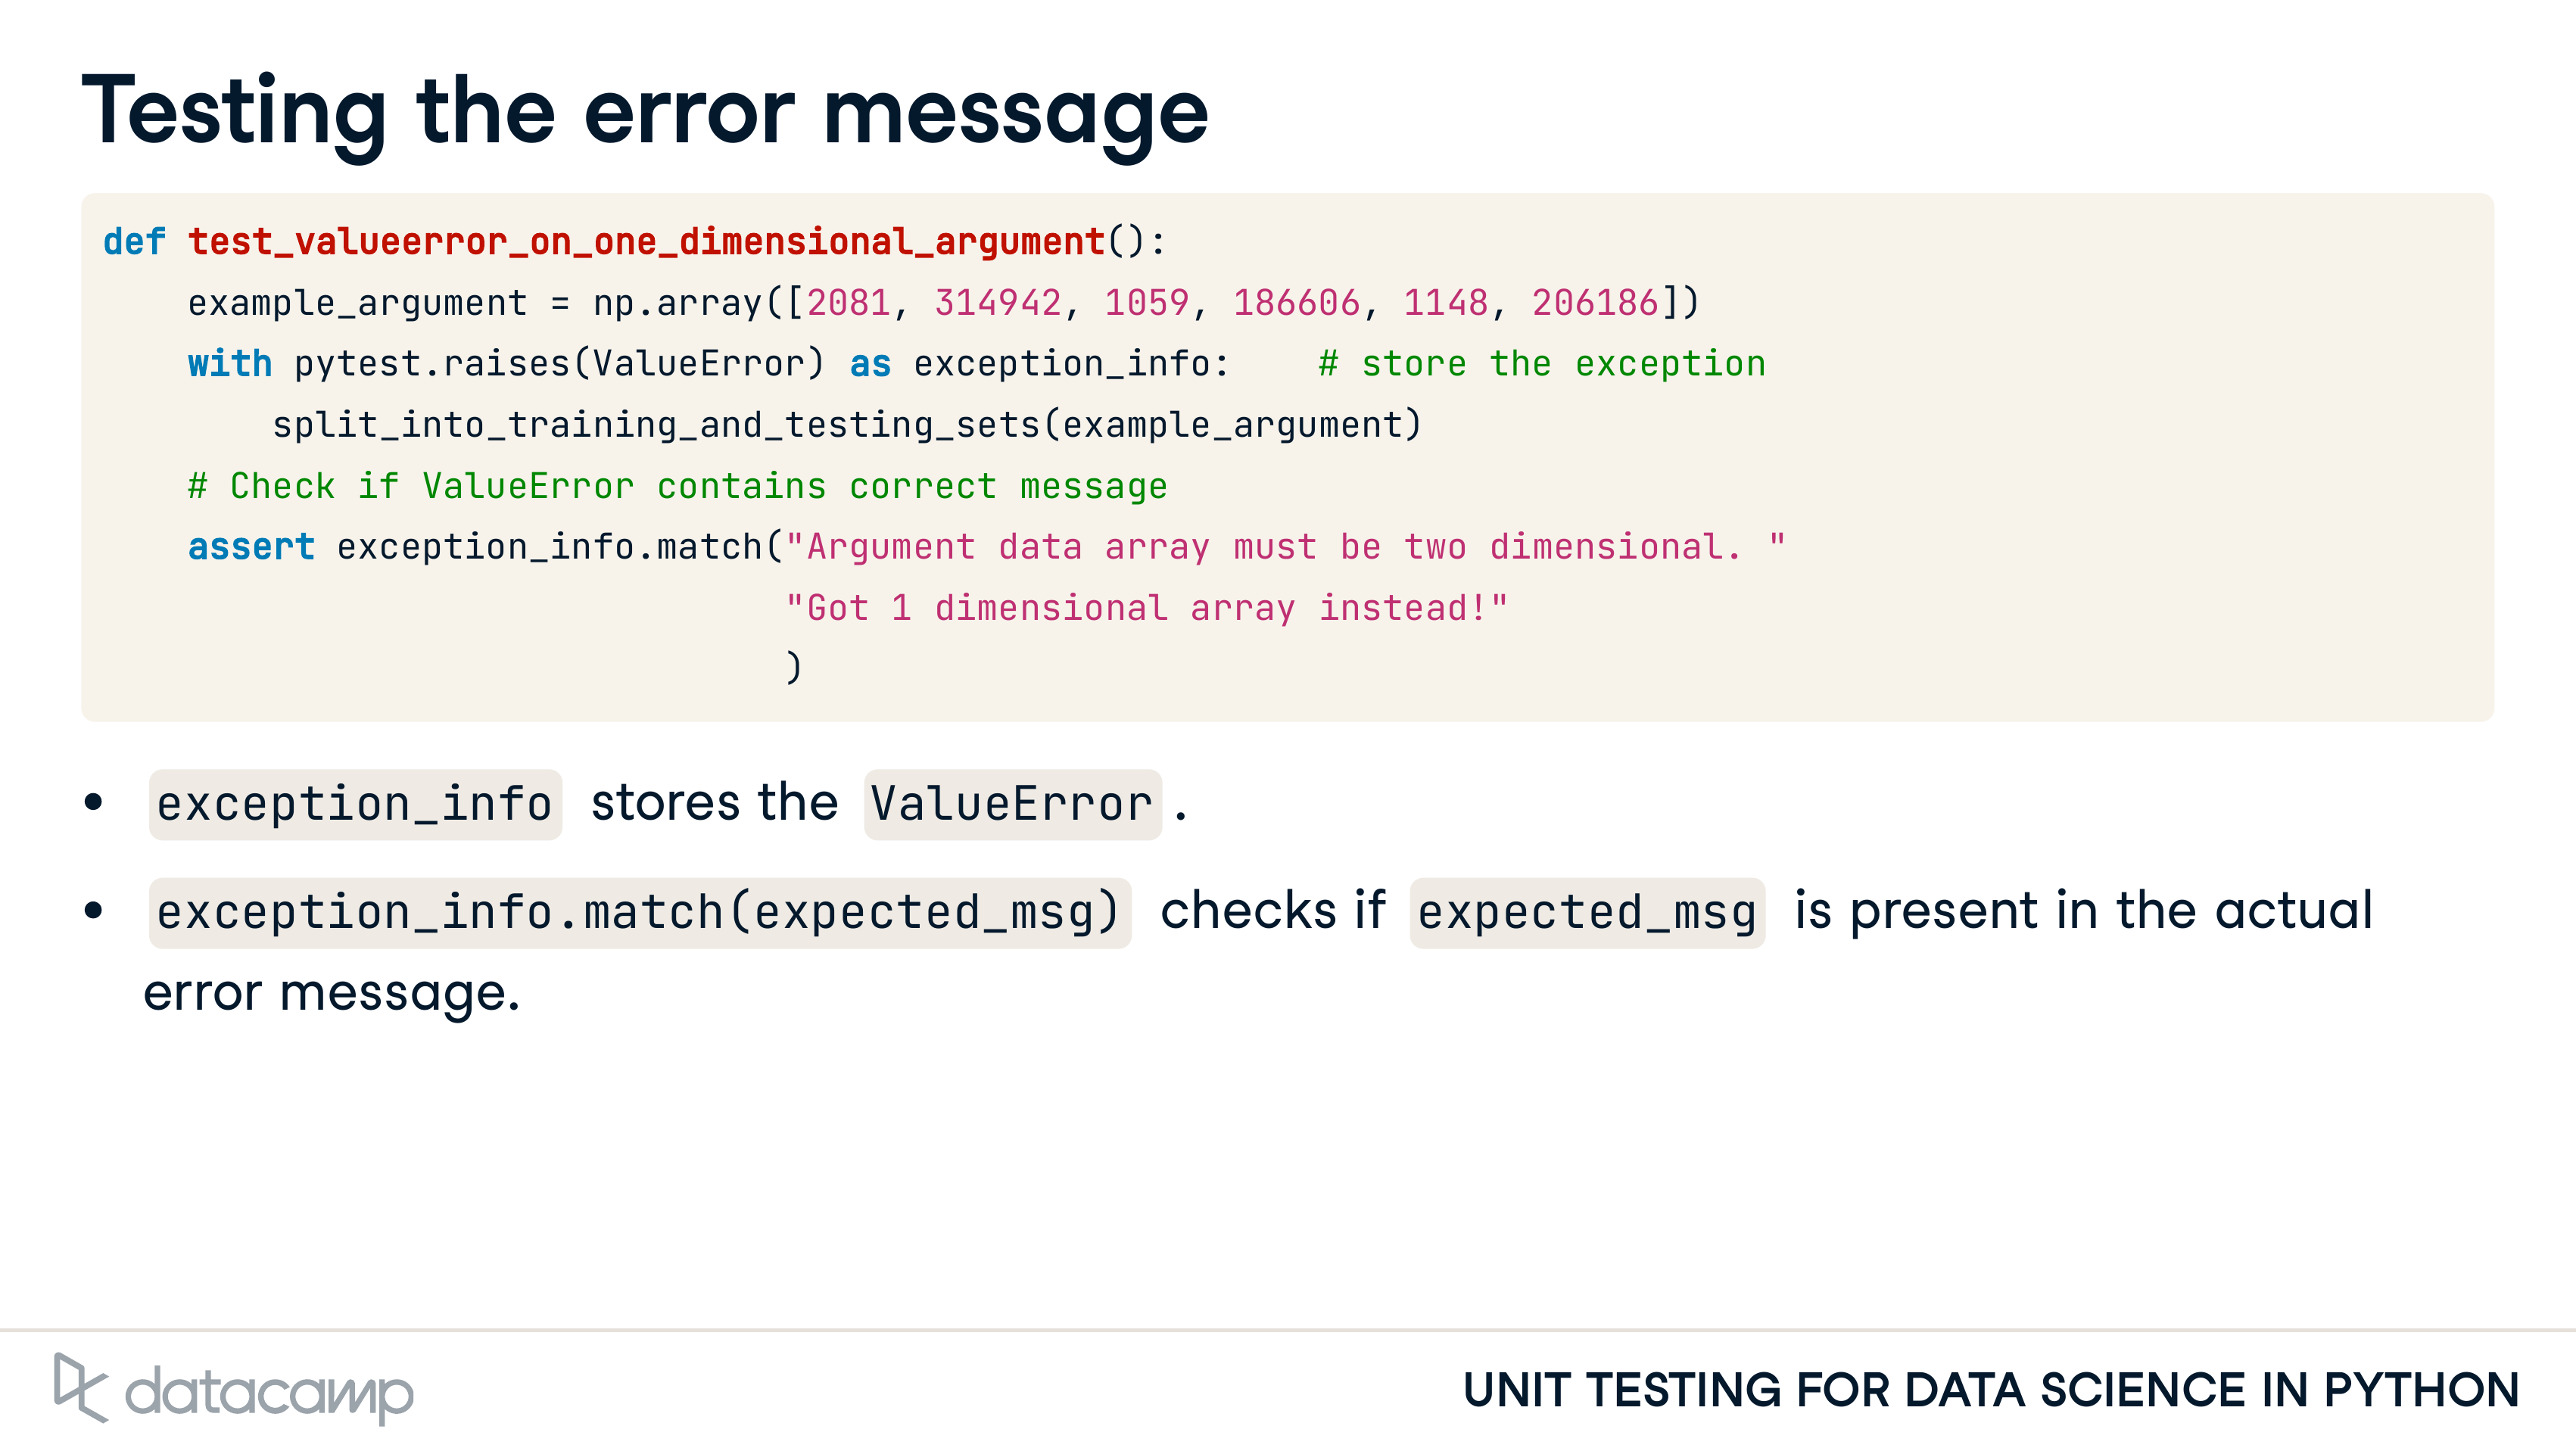 Testing the error message
def test_valueerror_on_one_dimensional_argument():
    example_argument = np.array([2081, 314942, 1059, 186606, 1148, 206186])
    with pytest.raises(ValueError) as exception_info:    # store the exception
        split_into_training_and_testing_sets(example_argument)
    # Check if ValueError contains correct message
    assert exception_info.match("Argument data array must be two dimensional. "
                                "Got 1 dimensional array instead!"
                                )
• exception_info stores the ValueError .
• exception_info.match(expected_msg) checks if expected_msg is present in the actual
error message.
datacamp
UNIT TESTING FOR DATA SCIENCE IN PYTHON